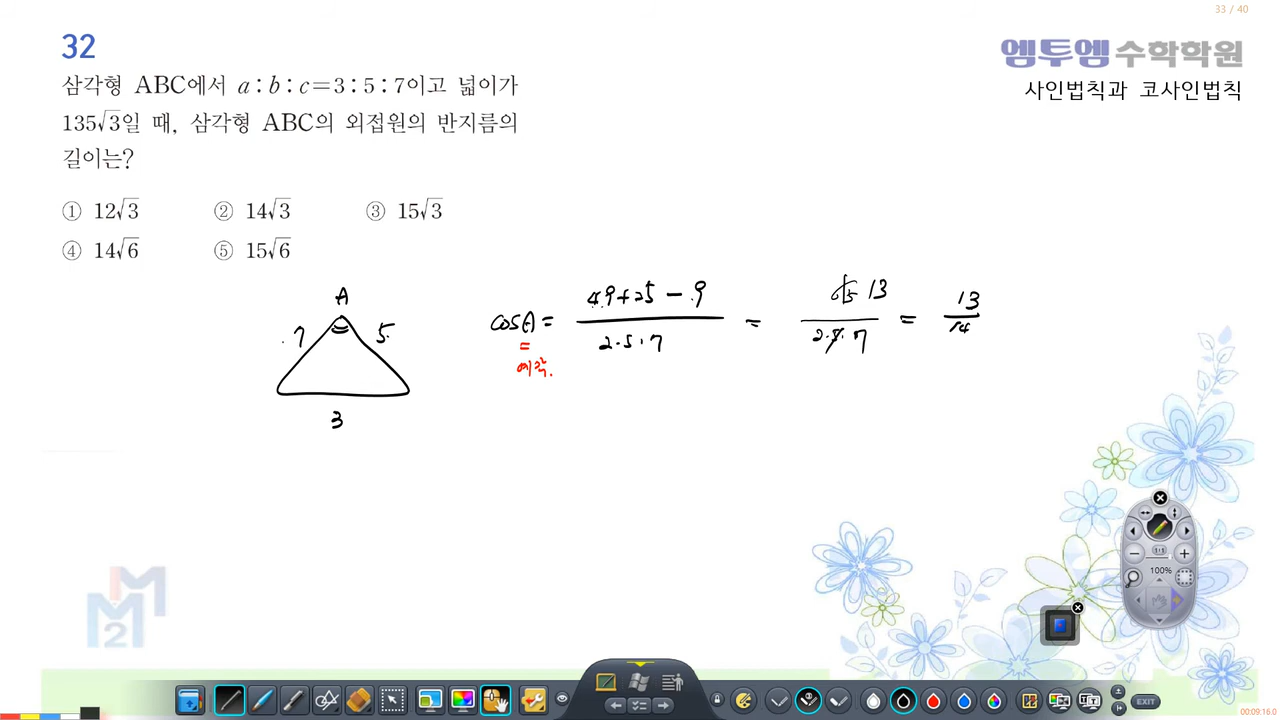 33 / 40
32
엠투엠수학학원
사인법칙과 코사인법칙
삼각형 ABC에서 a : b : c = 3 : 5 : 7이고 넓이가
135√3일 때, 삼각형 ABC의 외접원의 반지름의
길이는?
① 12√3 ② 14√3 ③ 15√3
④ 14√6 ⑤ 15√6
A
7 5
3
cosA = (49+25-9)/(2·5·7) = 13/(2·5·7) = 13/14
예각.
M
M2
100%
1:1
EXIT
00:09:16.0